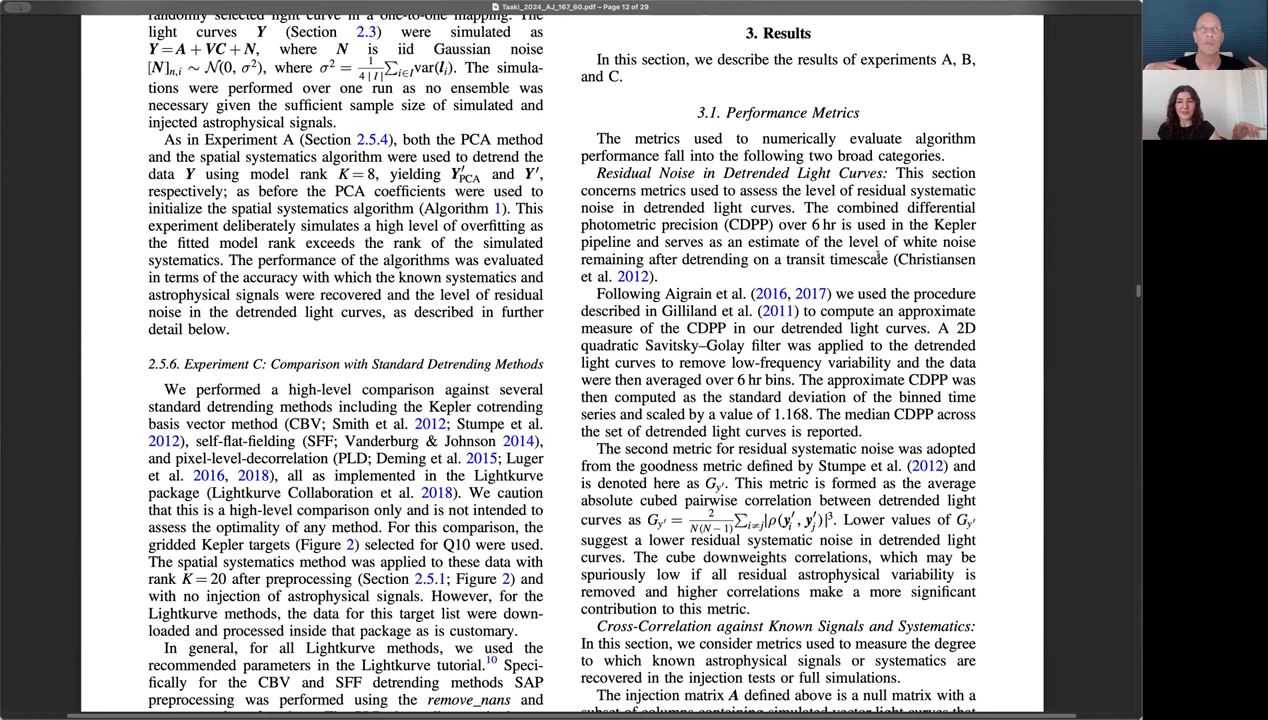 Taaki_2024_AJ_167_60.pdf – Page 12 of 29
randomly selected light curve in a one-to-one mapping. The
light curves Y (Section 2.3) were simulated as
Y = A + VC + N, where N is iid Gaussian noise
[N]n,i ∼ N(0, σ²), where σ² = 1/(4|I|) ∑i∈I var(li). The simula-
tions were performed over one run as no ensemble was
necessary given the sufficient sample size of simulated and
injected astrophysical signals.
As in Experiment A (Section 2.5.4), both the PCA method
and the spatial systematics algorithm were used to detrend the
data Y using model rank K = 8, yielding Y′PCA and Y′,
respectively; as before the PCA coefficients were used to
initialize the spatial systematics algorithm (Algorithm 1). This
experiment deliberately simulates a high level of overfitting as
the fitted model rank exceeds the rank of the simulated
systematics. The performance of the algorithms was evaluated
in terms of the accuracy with which the known systematics and
astrophysical signals were recovered and the level of residual
noise in the detrended light curves, as described in further
detail below.
2.5.6. Experiment C: Comparison with Standard Detrending Methods
We performed a high-level comparison against several
standard detrending methods including the Kepler cotrending
basis vector method (CBV; Smith et al. 2012; Stumpe et al.
2012), self-flat-fielding (SFF; Vanderburg & Johnson 2014),
and pixel-level-decorrelation (PLD; Deming et al. 2015; Luger
et al. 2016, 2018), all as implemented in the Lightkurve
package (Lightkurve Collaboration et al. 2018). We caution
that this is a high-level comparison only and is not intended to
assess the optimality of any method. For this comparison, the
gridded Kepler targets (Figure 2) selected for Q10 were used.
The spatial systematics method was applied to these data with
rank K = 20 after preprocessing (Section 2.5.1; Figure 2) and
with no injection of astrophysical signals. However, for the
Lightkurve methods, the data for this target list were down-
loaded and processed inside that package as is customary.
In general, for all Lightkurve methods, we used the
recommended parameters in the Lightkurve tutorial.10 Speci-
fically for the CBV and SFF detrending methods SAP
preprocessing was performed using the remove_nans and
3. Results
In this section, we describe the results of experiments A, B,
and C.
3.1. Performance Metrics
The metrics used to numerically evaluate algorithm
performance fall into the following two broad categories.
Residual Noise in Detrended Light Curves: This section
concerns metrics used to assess the level of residual systematic
noise in detrended light curves. The combined differential
photometric precision (CDPP) over 6 hr is used in the Kepler
pipeline and serves as an estimate of the level of white noise
remaining after detrending on a transit timescale (Christiansen
et al. 2012).
Following Aigrain et al. (2016, 2017) we used the procedure
described in Gilliland et al. (2011) to compute an approximate
measure of the CDPP in our detrended light curves. A 2D
quadratic Savitsky–Golay filter was applied to the detrended
light curves to remove low-frequency variability and the data
were then averaged over 6 hr bins. The approximate CDPP was
then computed as the standard deviation of the binned time
series and scaled by a value of 1.168. The median CDPP across
the set of detrended light curves is reported.
The second metric for residual systematic noise was adopted
from the goodness metric defined by Stumpe et al. (2012) and
is denoted here as Gy′. This metric is formed as the average
absolute cubed pairwise correlation between detrended light
curves as Gy′ = 2/(N(N − 1)) ∑i≠j |ρ(y′i, y′j)|³. Lower values of Gy′
suggest a lower residual systematic noise in detrended light
curves. The cube downweights correlations, which may be
spuriously low if all residual astrophysical variability is
removed and higher correlations make a more significant
contribution to this metric.
Cross-Correlation against Known Signals and Systematics:
In this section, we consider metrics used to measure the degree
to which known astrophysical signals or systematics are
recovered in the injection tests or full simulations.
The injection matrix A defined above is a null matrix with a
subset of columns containing simulated vector light curves that